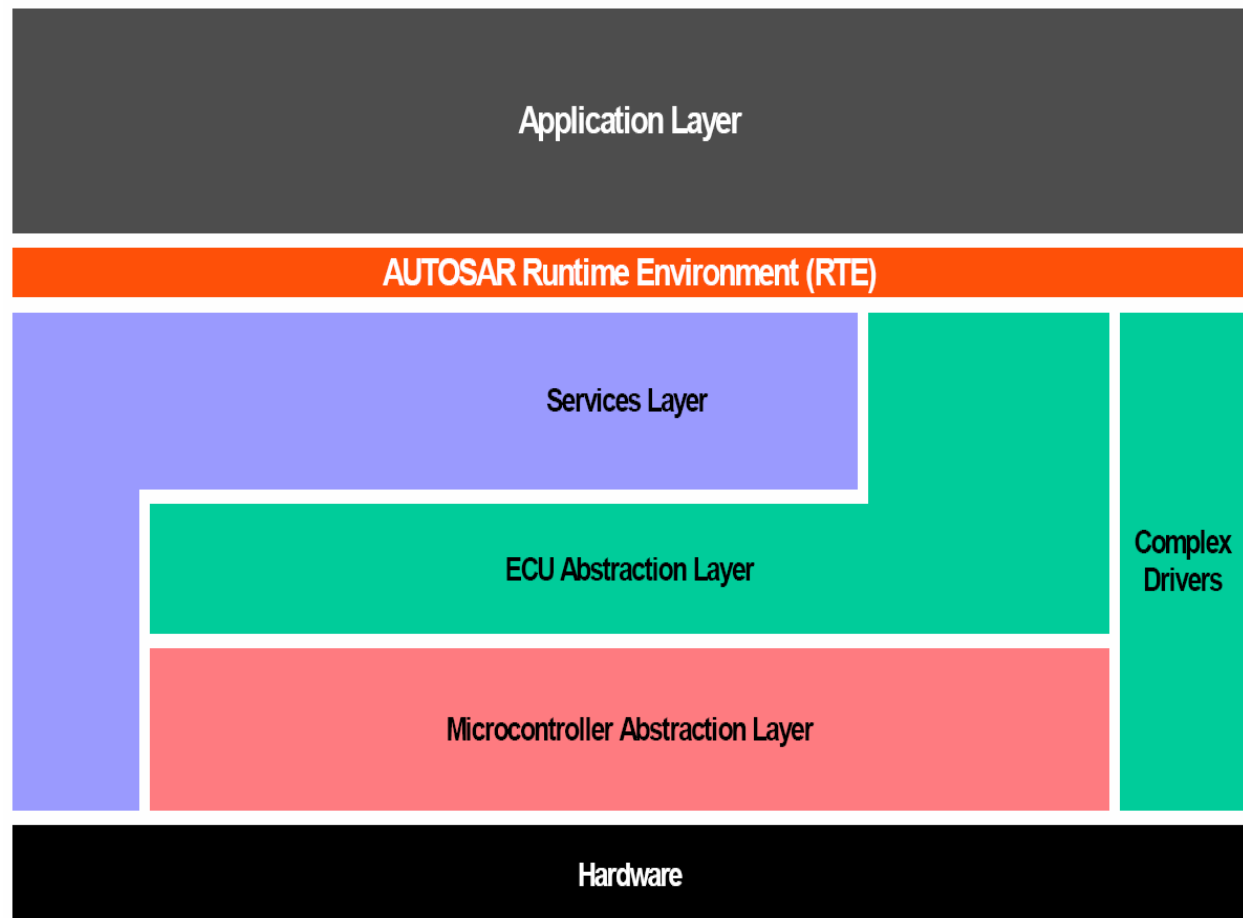 Application Layer
AUTOSAR Runtime Environment (RTE)
Services Layer
ECU Abstraction Layer
Complex
Drivers
Microcontroller Abstraction Layer
Hardware